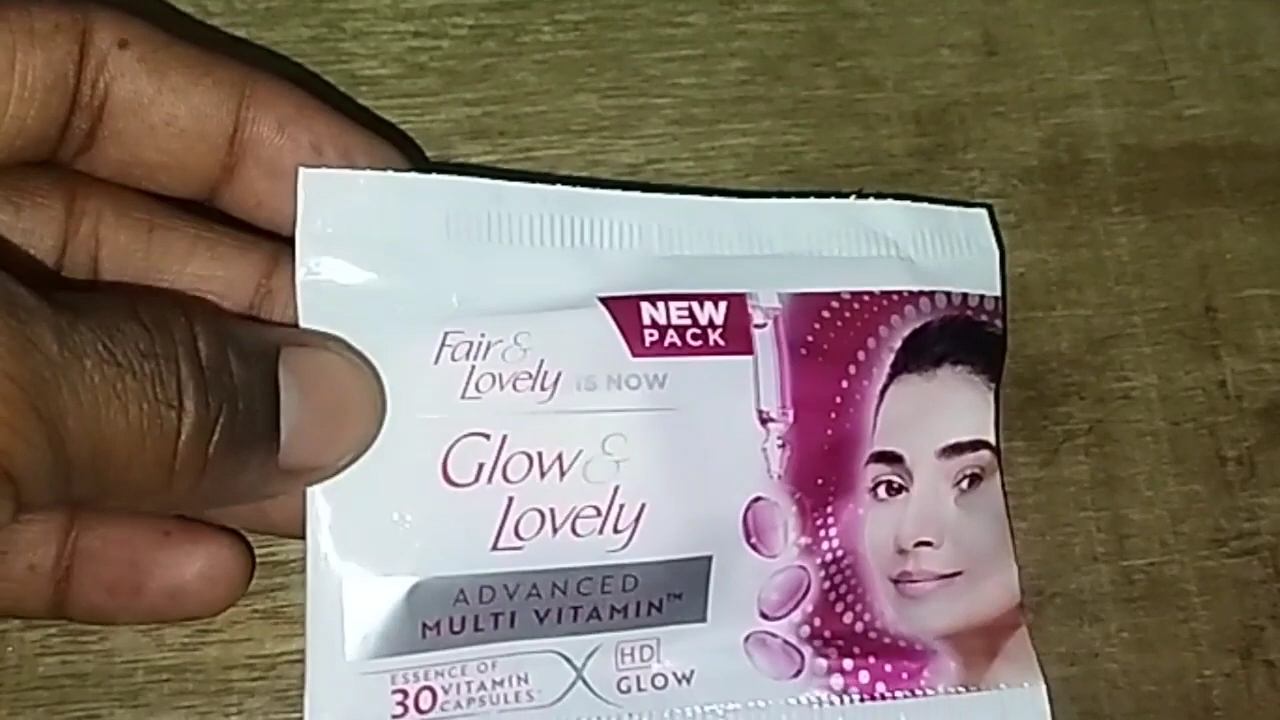 NEW
PACK
Fair &
Lovely IS NOW
Glow &
Lovely
ADVANCED
MULTI VITAMIN™
ESSENCE OF
30 VITAMIN
CAPSULES*
HD
GLOW